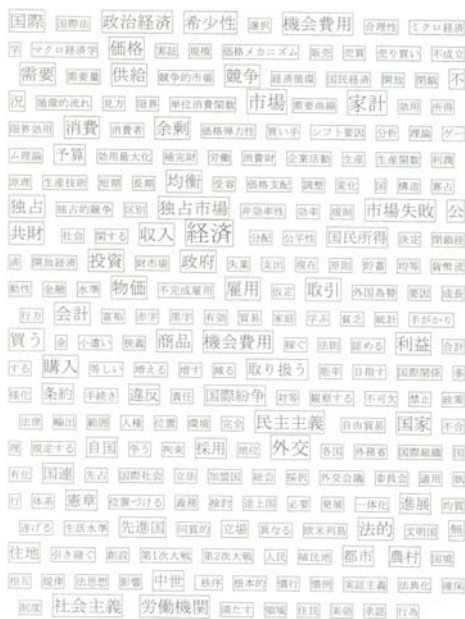 国際 国際法 政治経済 希少性 選択 機会費用 合理性 ミクロ経済
学 マクロ経済学 価格 実証 規模 価格メカニズム 販売 売買 売り買い 不成立
需要 需要量 供給 競争的市場 競争 経済循環 国民経済 開放 閉鎖 不
況 循環的流れ 見方 限界 単位消費関数 市場 需要曲線 家計 効用 所得
限界効用 消費 消費者 余剰 価格弾力性 買い手 シフト要因 分析 理論 ゲー
ム理論 予算 効用最大化 補完財 労働 消費財 企業活動 生産 生産関数 利潤
原理 生産技術 短期 長期 均衡 受容 価格支配 調整 変化 国 構造 寡占
独占 独占的競争 区別 独占市場 非効率性 効率 規制 市場失敗 公
共財 社会 関する 収入 経済 分配 公平性 国民所得 決定 閉鎖経
済 開放経済 投資 財市場 政府 失業 支出 現在 原則 貯蓄 均等 貨幣流
動性 金融 水準 物価 不完成雇用 雇用 仮定 取引 外国為替 要因 成長
行方 会計 富裕 赤字 黒字 有効 貿易 家庭 学ぶ 貧乏 統計 手がかり
買う 金 小遣い 狭義 商品 機会費用 稼ぐ 法則 認める 利益 合計
する 購入 等しい 増える 増す 減る 取り扱う 能率 目指す 国際関係 多
様化 条約 手続き 違反 責任 国際紛争 対等 観察する 不可欠 禁止 政策
法律 輸出 範囲 人権 位置 環境 完全 民主主義 自由貿易 国家 不合
理 規定する 自国 争う 拘束 採用 地位 外交 各国 外務省 国際組織 国
有化 国連 先占 国際社会 立法 加盟国 総会 採択 外交会議 委員会 適用 執
行 体系 憲章 位置づける 義務 検討 途上国 必要 発展 一体化 進展 均質
遂げる 生活水準 先進国 同質的 立場 異なる 欧米列島 法的 文明国 無
住地 引き継ぐ 創設 第1次大戦 第2次大戦 人民 植民地 都市 農村 国境
相互 規律 法思想 影響 中世 秩序 根本的 慣行 慣例 実証主義 法典化 確保
制度 社会主義 労働機関 満たす 領域 住民 実効 承認 行為